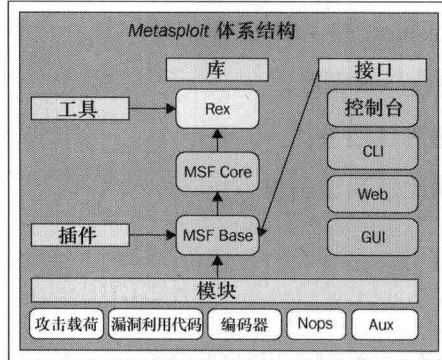 Metasploit 体系结构
库
接口
工具
Rex
控制台
MSF Core
CLI
Web
插件
MSF Base
GUI
模块
攻击载荷
漏洞利用代码
编码器
Nops
Aux